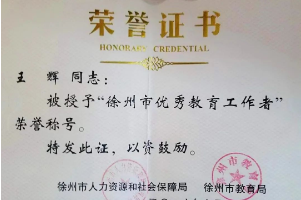 荣誉证书
HONORARY CREDENTIAL
王 辉 同志：
被授予“徐州市优秀教育工作者”
荣誉称号。
特发此证，以资鼓励。
徐州市人力资源和社会保障局 徐州市教育局